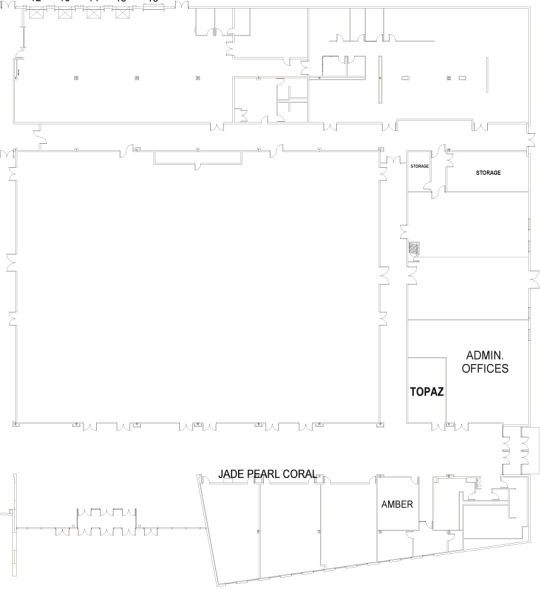 STORAGE
STORAGE
ADMIN.
OFFICES
TOPAZ
JADE PEARL CORAL
AMBER